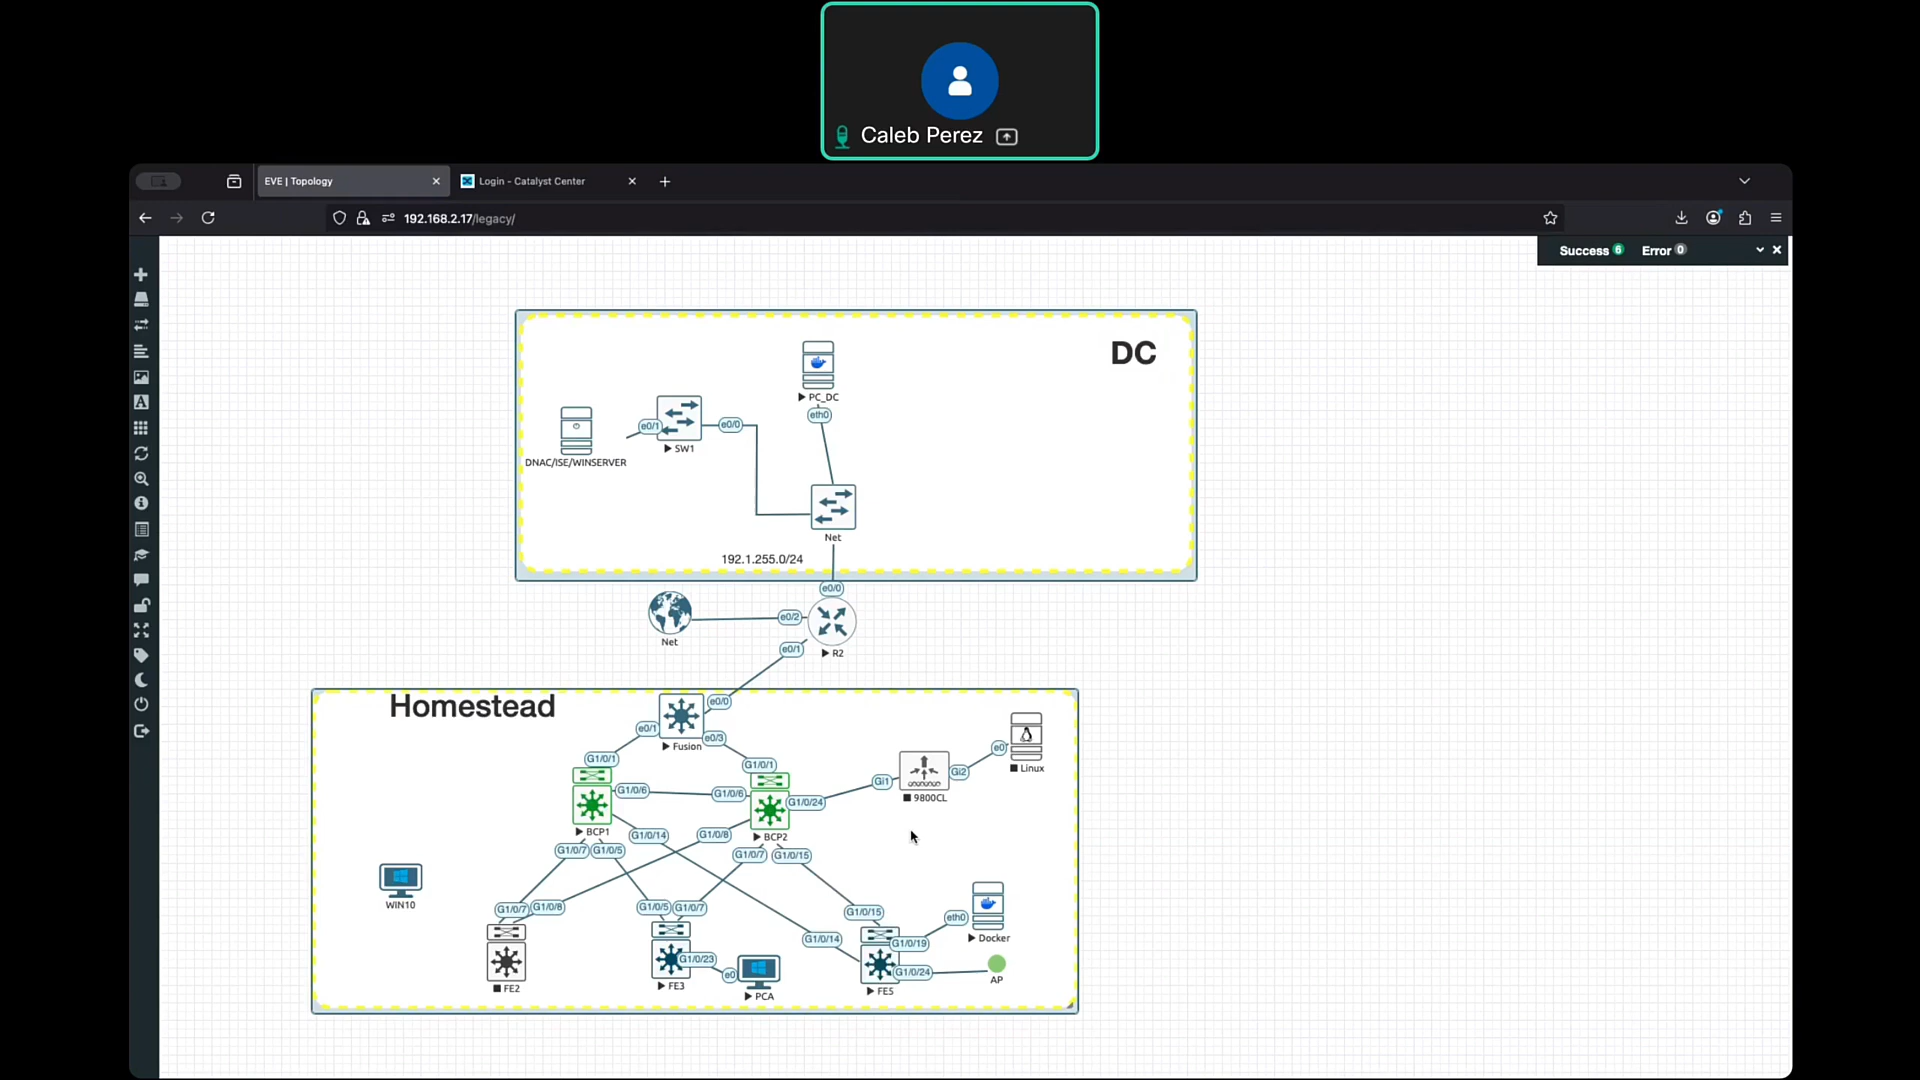 Caleb Perez
EVE | Topology
Login - Catalyst Center
192.168.2.17/legacy/
Success 6 Error 0
DC
PC_DC
eth0
e0/1
e0/0
SW1
DNAC/ISE/WINSERVER
Net
192.1.255.0/24
e0/0
e0/2
Net
e0/1
R2
Homestead
e0/0
e0/1
e0/3
Fusion
e0
Linux
G1/0/1
G1/0/1
Gi2
Gi1
G1/0/6
G1/0/6
G1/0/24
9800CL
BCP1
G1/0/14
G1/0/8
BCP2
G1/0/7
G1/0/5
G1/0/7
G1/0/15
WIN10
G1/0/7
G1/0/8
G1/0/5
G1/0/7
G1/0/15
eth0
G1/0/14
G1/0/19
Docker
G1/0/23
e0
G1/0/24
AP
FE2
FE3
PCA
FE5